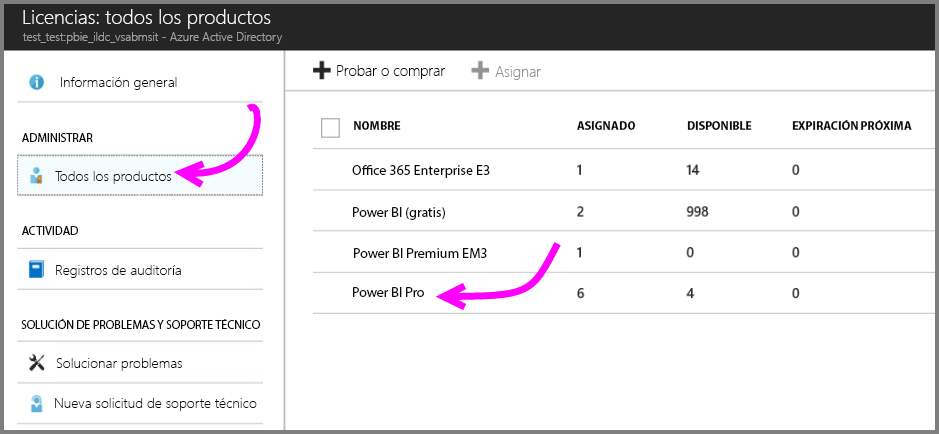 Licencias: todos los productos
test_test:pbie_ildc_vsabmsit - Azure Active Directory
Información general
ADMINISTRAR
Todos los productos
ACTIVIDAD
Registros de auditoría
SOLUCIÓN DE PROBLEMAS Y SOPORTE TÉCNICO
Solucionar problemas
Nueva solicitud de soporte técnico
Probar o comprar Asignar
NOMBRE ASIGNADO DISPONIBLE EXPIRACIÓN PRÓXIMA
Office 365 Enterprise E3 1 14 0
Power BI (gratis) 2 998 0
Power BI Premium EM3 1 0 0
Power BI Pro 6 4 0